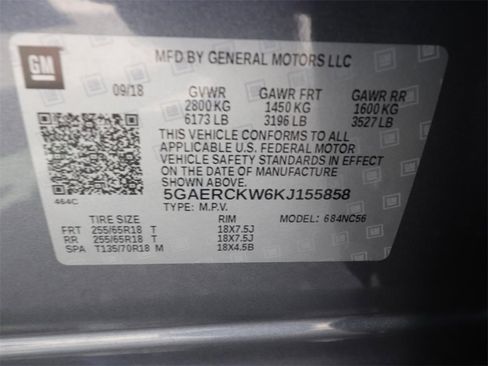 GM
MFD BY GENERAL MOTORS LLC
09/18 GVWR GAWR FRT GAWR RR
2800 KG 1450 KG 1600 KG
6173 LB 3196 LB 3527 LB
THIS VEHICLE CONFORMS TO ALL
APPLICABLE U.S. FEDERAL MOTOR
VEHICLE SAFETY STANDARDS IN EFFECT
ON THE DATE OF MANUFACTURE
SHOWN ABOVE.
464C
5GAERCKW6KJ155858
TYPE: M.P.V. MODEL: 684NC56
TIRE SIZE RIM
FRT 255/65R18 T 18X7.5J
RR 255/65R18 T 18X7.5J
SPA T135/70R18 M 18X4.5B